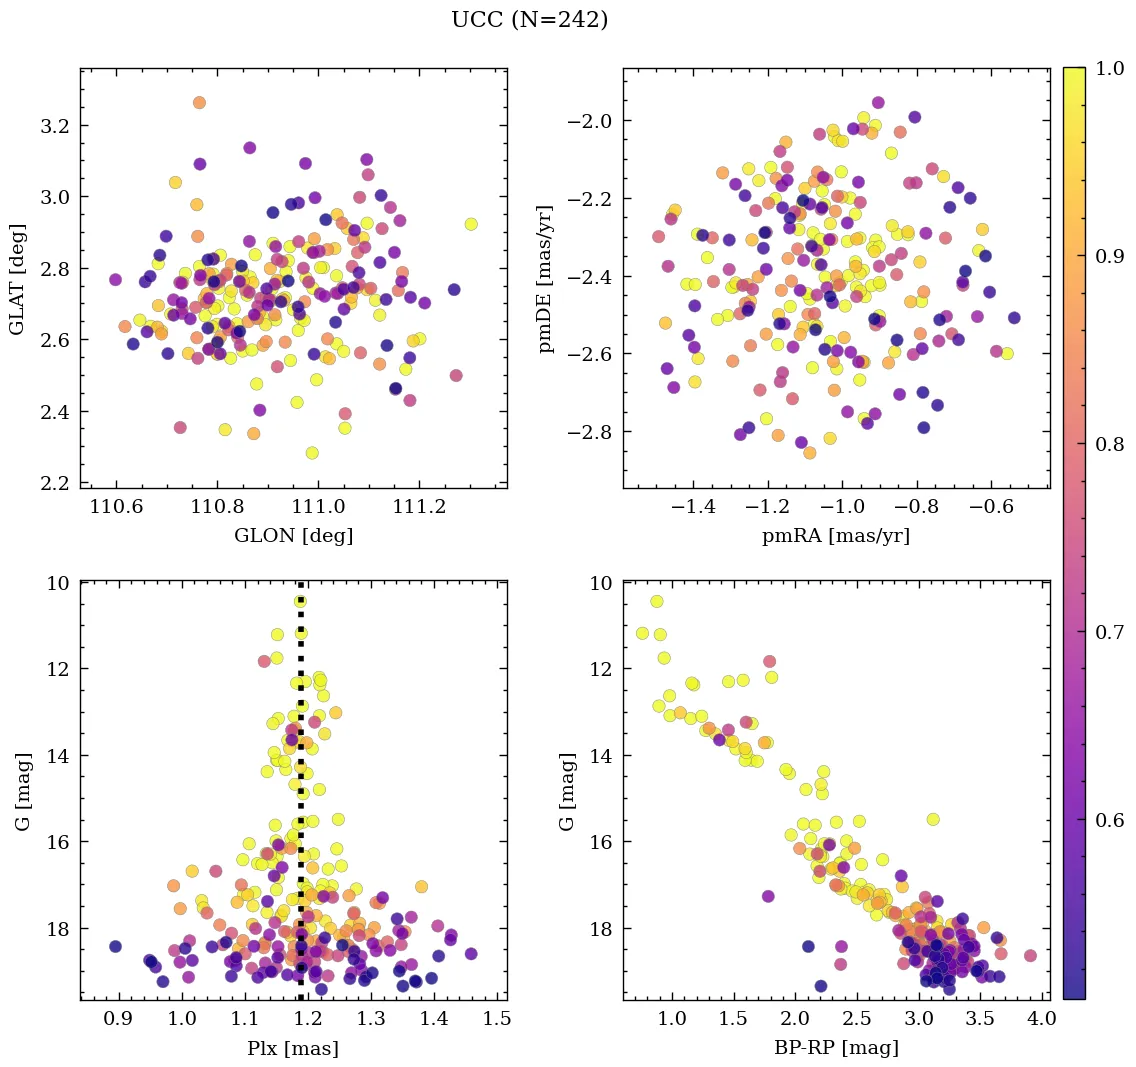 UCC (N=242)
3.2
3.0
2.8
2.6
2.4
2.2
GLAT [deg]
110.6 110.8 111.0 111.2
GLON [deg]
−2.0
−2.2
−2.4
−2.6
−2.8
pmDE [mas/yr]
−1.4 −1.2 −1.0 −0.8 −0.6
pmRA [mas/yr]
1.0
0.9
0.8
0.7
0.6
10
12
14
16
18
G [mag]
0.9 1.0 1.1 1.2 1.3 1.4 1.5
Plx [mas]
10
12
14
16
18
G [mag]
1.0 1.5 2.0 2.5 3.0 3.5 4.0
BP-RP [mag]